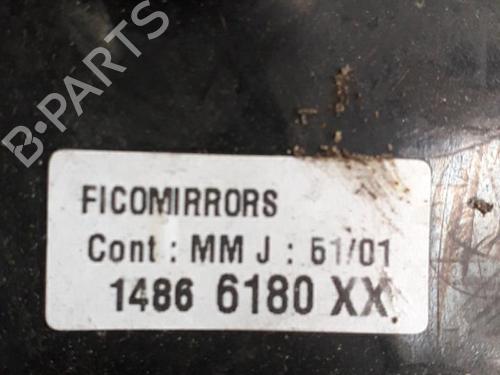 B-PARTS
FICOMIRRORS
Cont : MM J : 51/01
1486 6180 XX